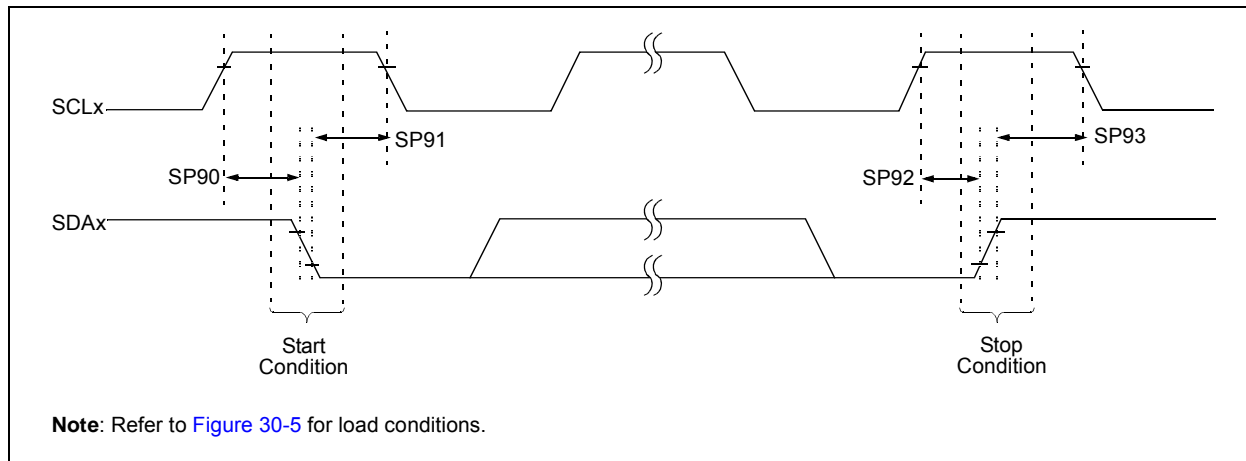 SCLx
SP91
SP93
SP90
SP92
SDAx
Start
Condition
Stop
Condition
Note: Refer to Figure 30-5 for load conditions.